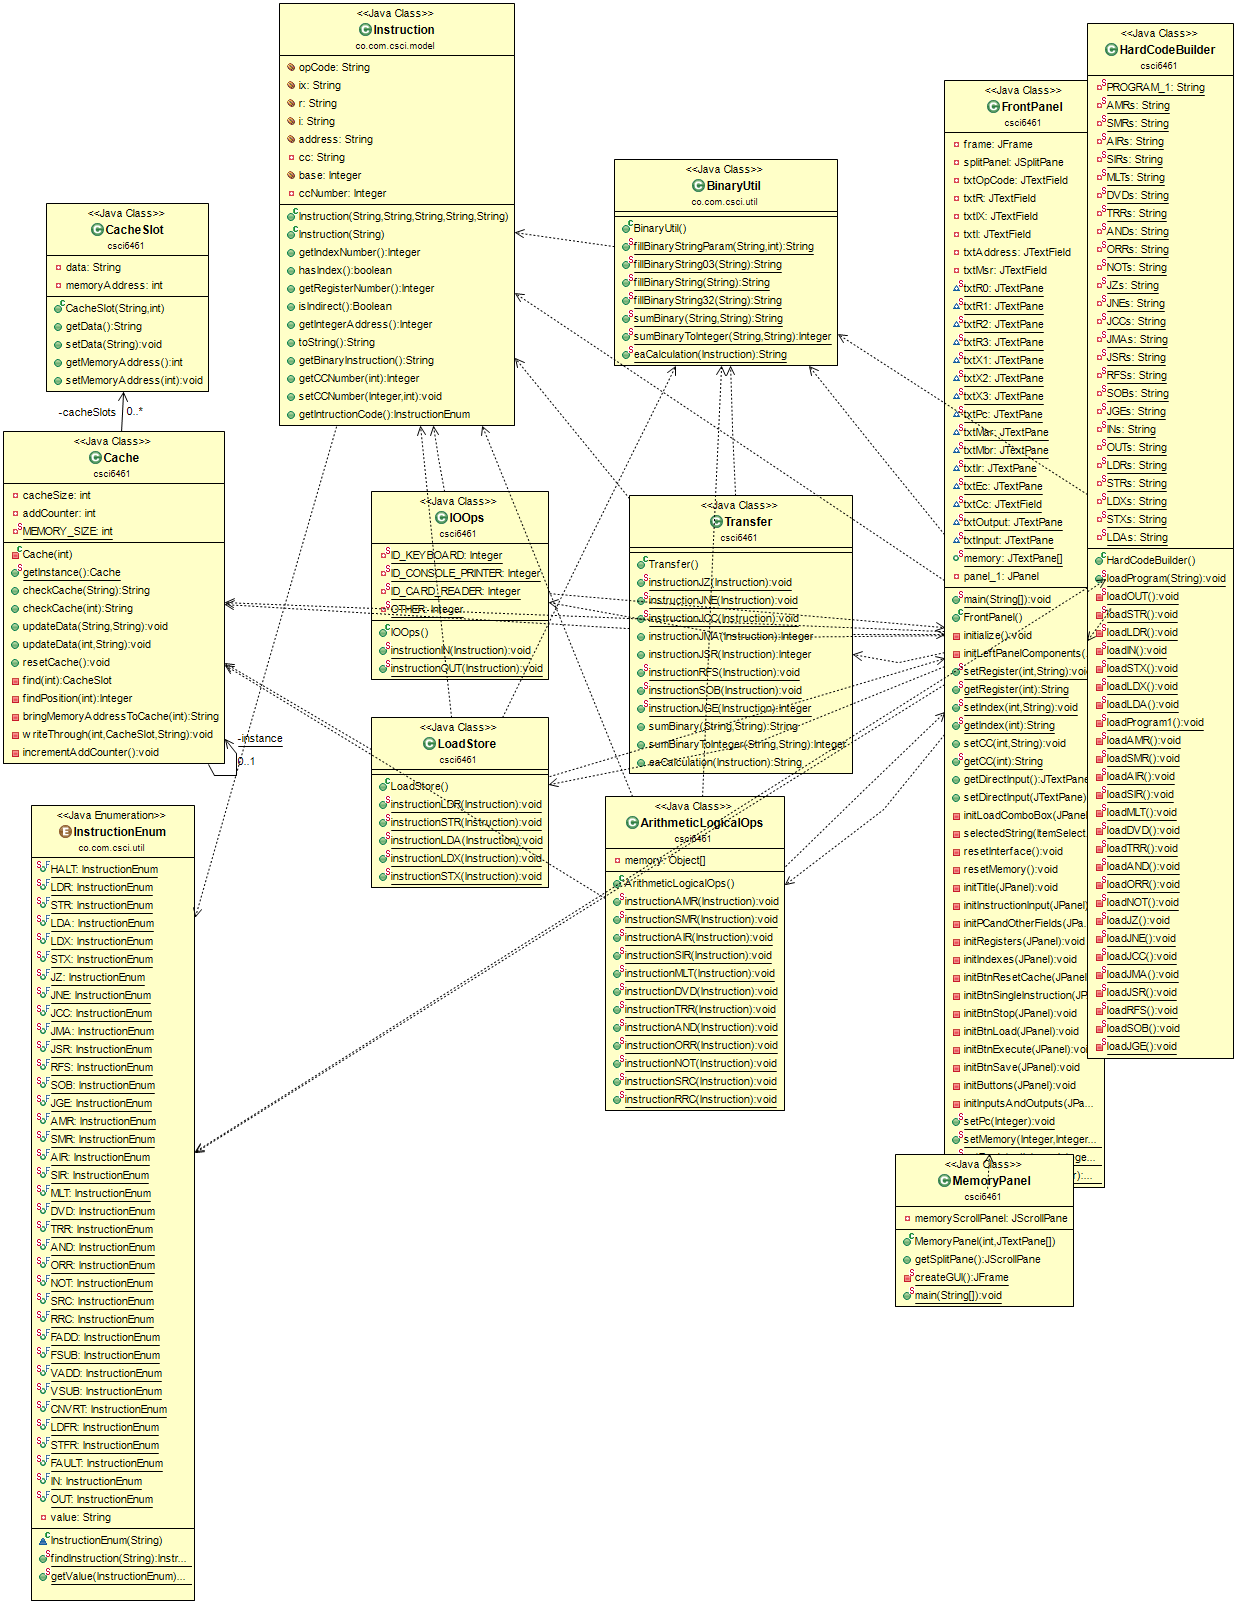 <<Java Class>>
Instruction
co.com.csci.model
opCode: String
ix: String
r: String
i: String
address: String
cc: String
base: Integer
ccNumber: Integer
Instruction(String,String,String,String,String)
Instruction(String)
getIndexNumber():Integer
hasIndex():boolean
getRegisterNumber():Integer
isIndirect():Boolean
getIntegerAddress():Integer
toString():String
getBinaryInstruction():String
getCCNumber(int):Integer
setCCNumber(Integer,int):void
getIntructionCode():InstructionEnum
<<Java Class>>
HardCodeBuilder
csci6461
PROGRAM_1: String
AMRs: String
SMRs: String
AIRs: String
SIRs: String
MLTs: String
DVDs: String
TRRs: String
ANDs: String
ORRs: String
NOTs: String
JZs: String
JNEs: String
JCCs: String
JMAs: String
JSRs: String
RFSs: String
SOBs: String
JGEs: String
INs: String
OUTs: String
LDRs: String
STRs: String
LDXs: String
STXs: String
LDAs: String
HardCodeBuilder()
loadProgram(String):void
loadOUT():void
loadSTR():void
loadLDR():void
loadIN():void
loadSTX():void
loadLDX():void
loadLDA():void
loadProgram1():void
loadAMR():void
loadSMR():void
loadAIR():void
loadSIR():void
loadMLT():void
loadDVD():void
loadTRR():void
loadAND():void
loadORR():void
loadNOT():void
loadJZ():void
loadJNE():void
loadJCC():void
loadJMA():void
loadJSR():void
loadRFS():void
loadSOB():void
loadJGE():void
<<Java Class>>
FrontPanel
csci6461
frame: JFrame
splitPanel: JSplitPane
txtOpCode: JTextField
txtR: JTextField
txtIX: JTextField
txtI: JTextField
txtAddress: JTextField
txtMsr: JTextField
txtR0: JTextPane
txtR1: JTextPane
txtR2: JTextPane
txtR3: JTextPane
txtX1: JTextPane
txtX2: JTextPane
txtX3: JTextPane
txtPc: JTextPane
txtMar: JTextPane
txtMbr: JTextPane
txtIr: JTextPane
txtEc: JTextPane
txtCc: JTextField
txtOutput: JTextPane
txtInput: JTextPane
memory: JTextPane[]
panel_1: JPanel
main(String[]):void
FrontPanel()
initialize():void
initLeftPanelComponents(
setRegister(int,String):vo
getRegister(int):String
setIndex(int,String):void
getIndex(int):String
setCC(int,String):void
getCC(int):String
getDirectInput():JTextPane
setDirectInput(JTextPane)
initLoadComboBox(JPanel
selectedString(ItemSelect
resetInterface():void
resetMemory():void
initTitle(JPanel):void
initInstructionInput(JPanel)
initPCandOtherFields(JPa.
initRegisters(JPanel):void
initIndexes(JPanel):void
initBtnResetCache(JPanel
initBtnSingleInstruction(JP
initBtnStop(JPanel):void
initBtnLoad(JPanel):void
initBtnExecute(JPanel):voi
initBtnSave(JPanel):void
initButtons(JPanel):void
initInputsAndOutputs(JPa...
setPc(Integer):void
setMemory(Integer,Integer...
<<Java Class>>
BinaryUtil
co.com.csci.util
BinaryUtil()
fillBinaryStringParam(String,int):String
fillBinaryString03(String):String
fillBinaryString(String):String
fillBinaryString32(String):String
sumBinary(String,String):String
sumBinaryToInteger(String,String):Integer
eaCalculation(Instruction):String
<<Java Class>>
CacheSlot
csci6461
data: String
memoryAddress: int
CacheSlot(String,int)
getData():String
setData(String):void
getMemoryAddress():int
setMemoryAddress(int):void
-cacheSlots 0..*
<<Java Class>>
Cache
csci6461
cacheSize: int
addCounter: int
MEMORY_SIZE: int
Cache(int)
getInstance():Cache
checkCache(String):String
checkCache(int):String
updateData(String,String):void
updateData(int,String):void
resetCache():void
find(int):CacheSlot
findPosition(int):Integer
bringMemoryAddressToCache(int):String
writeThrough(int,CacheSlot,String):void
incrementAddCounter():void
-instance
0..1
<<Java Class>>
IOOps
csci6461
ID_KEYBOARD: Integer
ID_CONSOLE_PRINTER: Integer
ID_CARD_READER: Integer
OTHER: Integer
IOOps()
instructionIN(Instruction):void
instructionOUT(Instruction):void
<<Java Class>>
Transfer
csci6461
Transfer()
instructionJZ(Instruction):void
instructionJNE(Instruction):void
instructionJCC(Instruction):void
instructionJMA(Instruction):Integer
instructionJSR(Instruction):Integer
instructionRFS(Instruction):void
instructionSOB(Instruction):void
instructionJGE(Instruction):Integer
sumBinary(String,String):String
sumBinaryToInteger(String,String):Integer
eaCalculation(Instruction):String
<<Java Class>>
LoadStore
csci6461
LoadStore()
instructionLDR(Instruction):void
instructionSTR(Instruction):void
instructionLDA(Instruction):void
instructionLDX(Instruction):void
instructionSTX(Instruction):void
<<Java Class>>
ArithmeticLogicalOps
csci6461
memory: Object[]
ArithmeticLogicalOps()
instructionAMR(Instruction):void
instructionSMR(Instruction):void
instructionAIR(Instruction):void
instructionSIR(Instruction):void
instructionMLT(Instruction):void
instructionDVD(Instruction):void
instructionTRR(Instruction):void
instructionAND(Instruction):void
instructionORR(Instruction):void
instructionNOT(Instruction):void
instructionSRC(Instruction):void
instructionRRC(Instruction):void
<<Java Enumeration>>
InstructionEnum
co.com.csci.util
HALT: InstructionEnum
LDR: InstructionEnum
STR: InstructionEnum
LDA: InstructionEnum
LDX: InstructionEnum
STX: InstructionEnum
JZ: InstructionEnum
JNE: InstructionEnum
JCC: InstructionEnum
JMA: InstructionEnum
JSR: InstructionEnum
RFS: InstructionEnum
SOB: InstructionEnum
JGE: InstructionEnum
AMR: InstructionEnum
SMR: InstructionEnum
AIR: InstructionEnum
SIR: InstructionEnum
MLT: InstructionEnum
DVD: InstructionEnum
TRR: InstructionEnum
AND: InstructionEnum
ORR: InstructionEnum
NOT: InstructionEnum
SRC: InstructionEnum
RRC: InstructionEnum
FADD: InstructionEnum
FSUB: InstructionEnum
VADD: InstructionEnum
VSUB: InstructionEnum
CNVRT: InstructionEnum
LDFR: InstructionEnum
STFR: InstructionEnum
FAULT: InstructionEnum
IN: InstructionEnum
OUT: InstructionEnum
value: String
InstructionEnum(String)
findInstruction(String):Instr...
getValue(InstructionEnum)...
<<Java Class>>
MemoryPanel
csci6461
memoryScrollPanel: JScrollPane
MemoryPanel(int,JTextPane[])
getSplitPane():JScrollPane
createGUI():JFrame
main(String[]):void